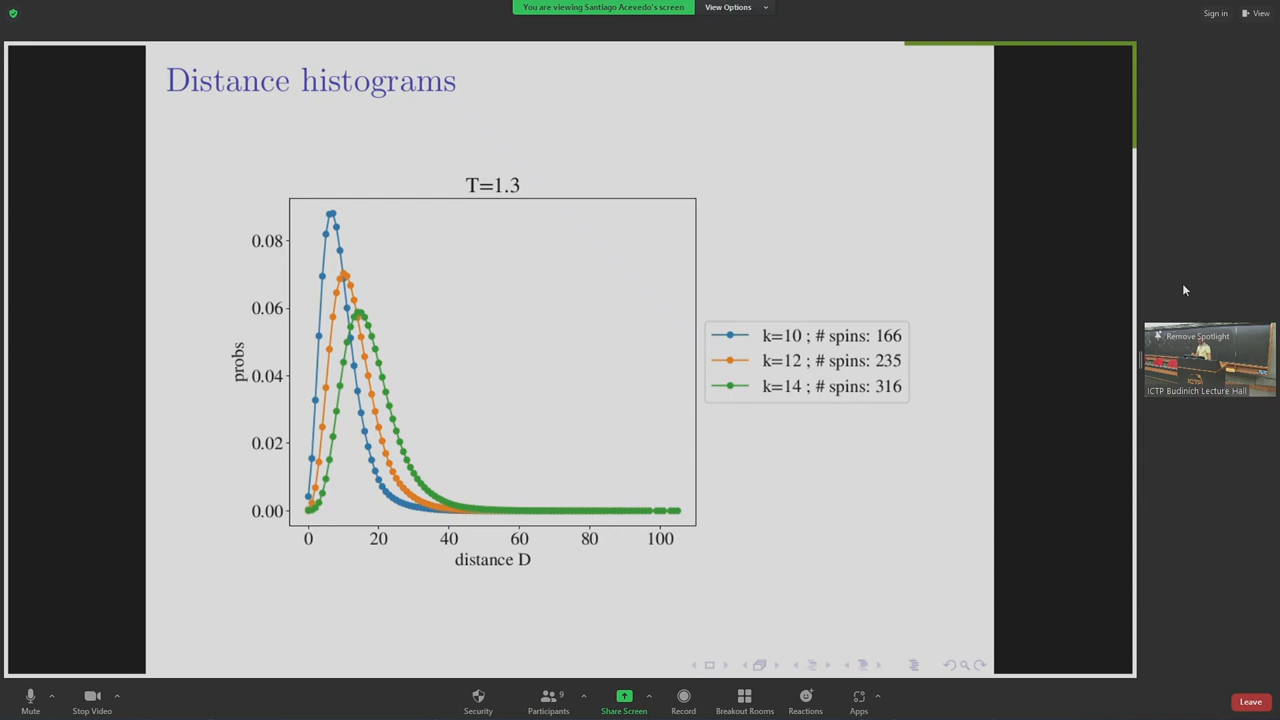 You are viewing Santiago Acevedo's screen
View Options
Sign in
View
Distance histograms
T=1.3
0.08
0.06
0.04
0.02
0.00
probs
0
20
40
60
80
100
distance D
k=10 ; # spins: 166
k=12 ; # spins: 235
k=14 ; # spins: 316
Remove Spotlight
ICTP
ICTP Budinich Lecture Hall
Mute
Stop Video
Security
Participants
9
Share Screen
Record
Breakout Rooms
Reactions
Apps
Leave